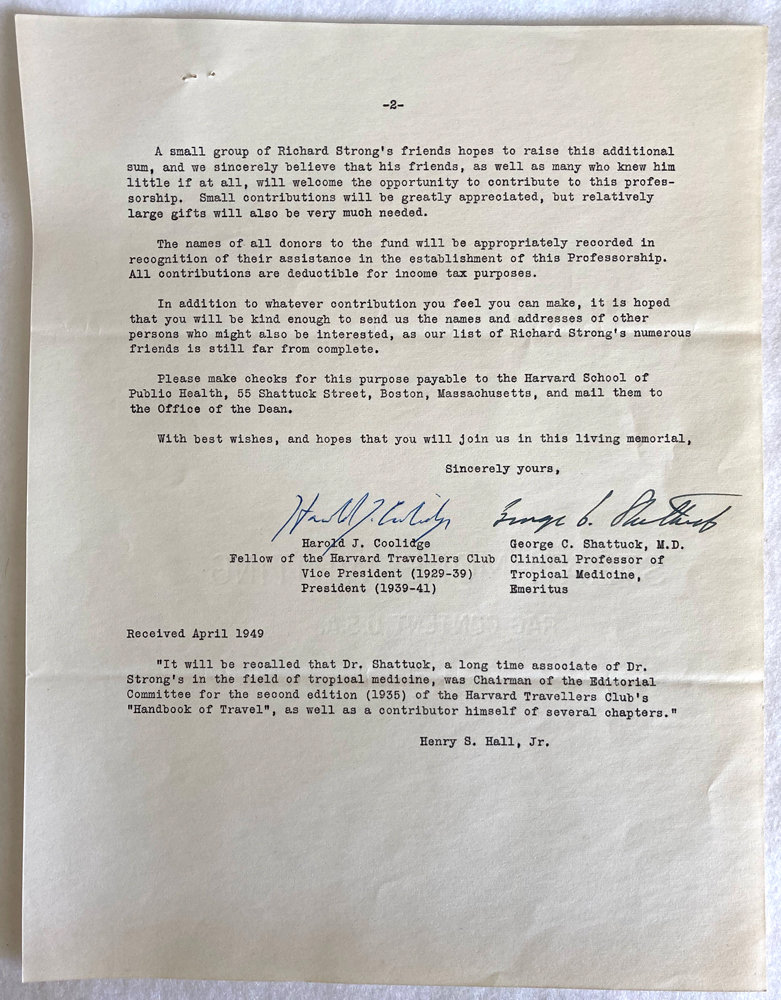 -2-
A small group of Richard Strong's friends hopes to raise this additional
sum, and we sincerely believe that his friends, as well as many who knew him
little if at all, will welcome the opportunity to contribute to this profes-
sorship. Small contributions will be greatly appreciated, but relatively
large gifts will also be very much needed.
The names of all donors to the fund will be appropriately recorded in
recognition of their assistance in the establishment of this Professorship.
All contributions are deductible for income tax purposes.
In addition to whatever contribution you feel you can make, it is hoped
that you will be kind enough to send us the names and addresses of other
persons who might also be interested, as our list of Richard Strong's numerous
friends is still far from complete.
Please make checks for this purpose payable to the Harvard School of
Public Health, 55 Shattuck Street, Boston, Massachusetts, and mail them to
the Office of the Dean.
With best wishes, and hopes that you will join us in this living memorial,
Sincerely yours,
Harold J. Coolidge George C. Shattuck
Harold J. Coolidge George C. Shattuck, M.D.
Fellow of the Harvard Travellers Club Clinical Professor of
Vice President (1929-39) Tropical Medicine,
President (1939-41) Emeritus
RAG CONTENT U.S.A.
Received April 1949
"It will be recalled that Dr. Shattuck, a long time associate of Dr.
Strong's in the field of tropical medicine, was Chairman of the Editorial
Committee for the second edition (1935) of the Harvard Travellers Club's
"Handbook of Travel", as well as a contributor himself of several chapters."
Henry S. Hall, Jr.